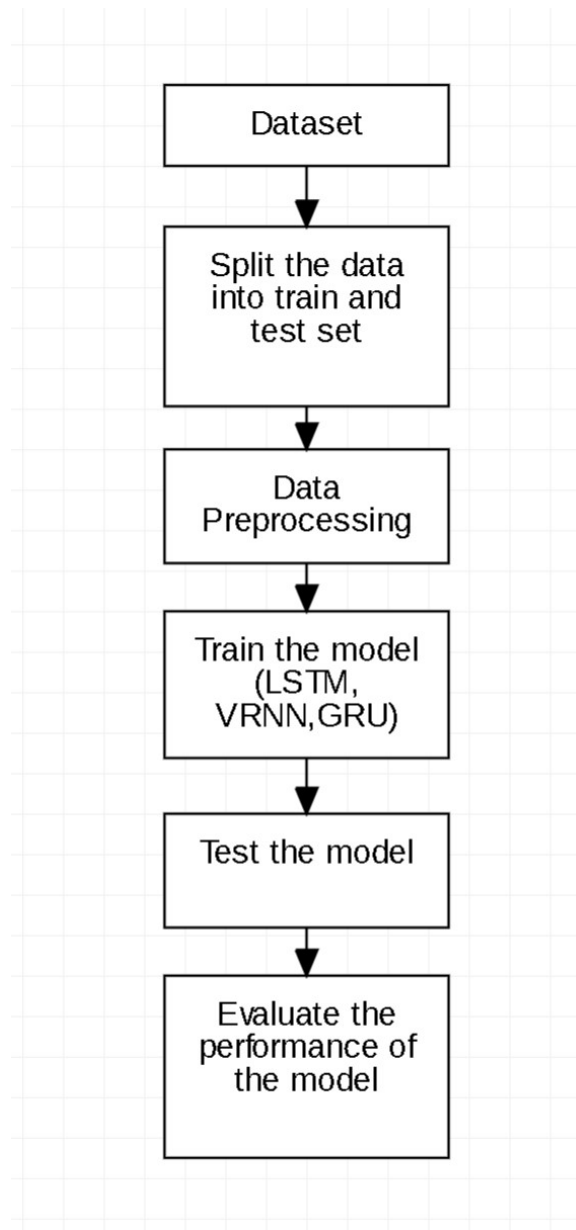 Dataset
Split the data
into train and
test set
Data
Preprocessing
Train the model
(LSTM,
VRNN,GRU)
Test the model
Evaluate the
performance of
the model